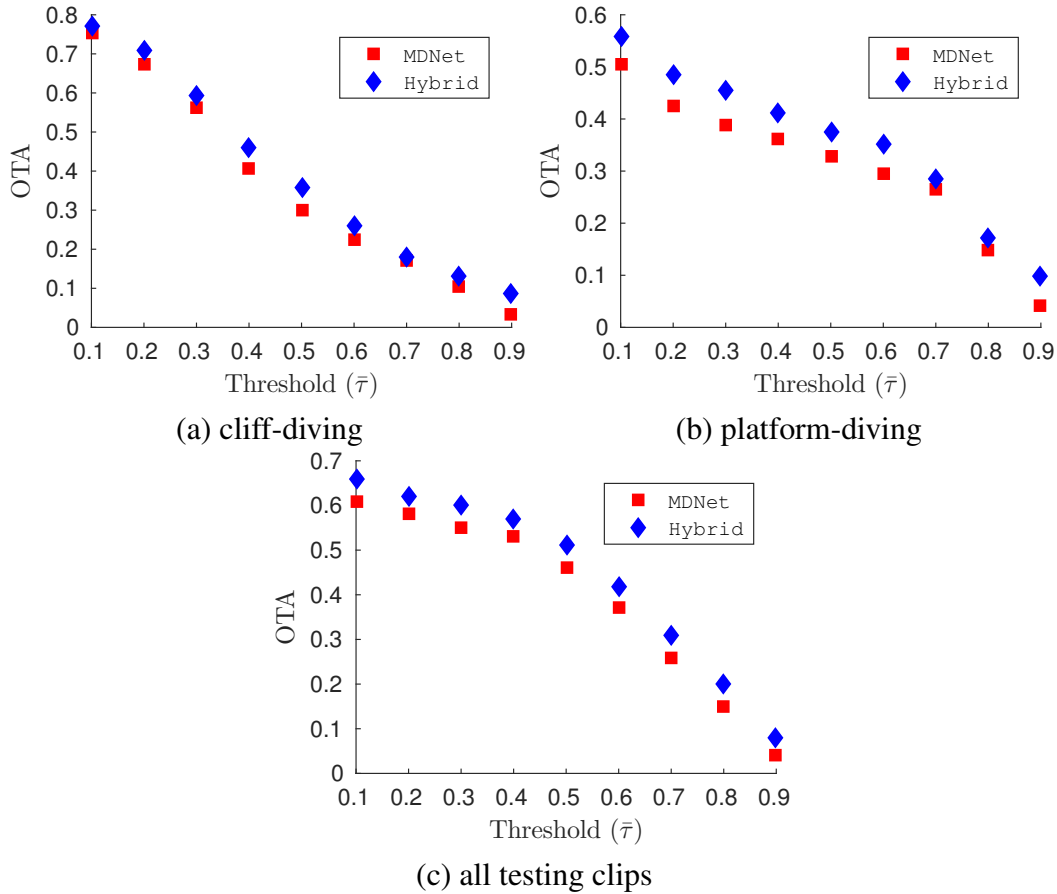 0.8
0.7
0.6
0.5
0.4
0.3
0.2
0.1
0
OTA
MDNet
Hybrid
0.1 0.2 0.3 0.4 0.5 0.6 0.7 0.8 0.9
Threshold (τ̄)
(a) cliff-diving
0.6
0.5
0.4
0.3
0.2
0.1
0
OTA
MDNet
Hybrid
0.1 0.2 0.3 0.4 0.5 0.6 0.7 0.8 0.9
Threshold (τ̄)
(b) platform-diving
0.7
0.6
0.5
0.4
0.3
0.2
0.1
0
OTA
MDNet
Hybrid
0.1 0.2 0.3 0.4 0.5 0.6 0.7 0.8 0.9
Threshold (τ̄)
(c) all testing clips